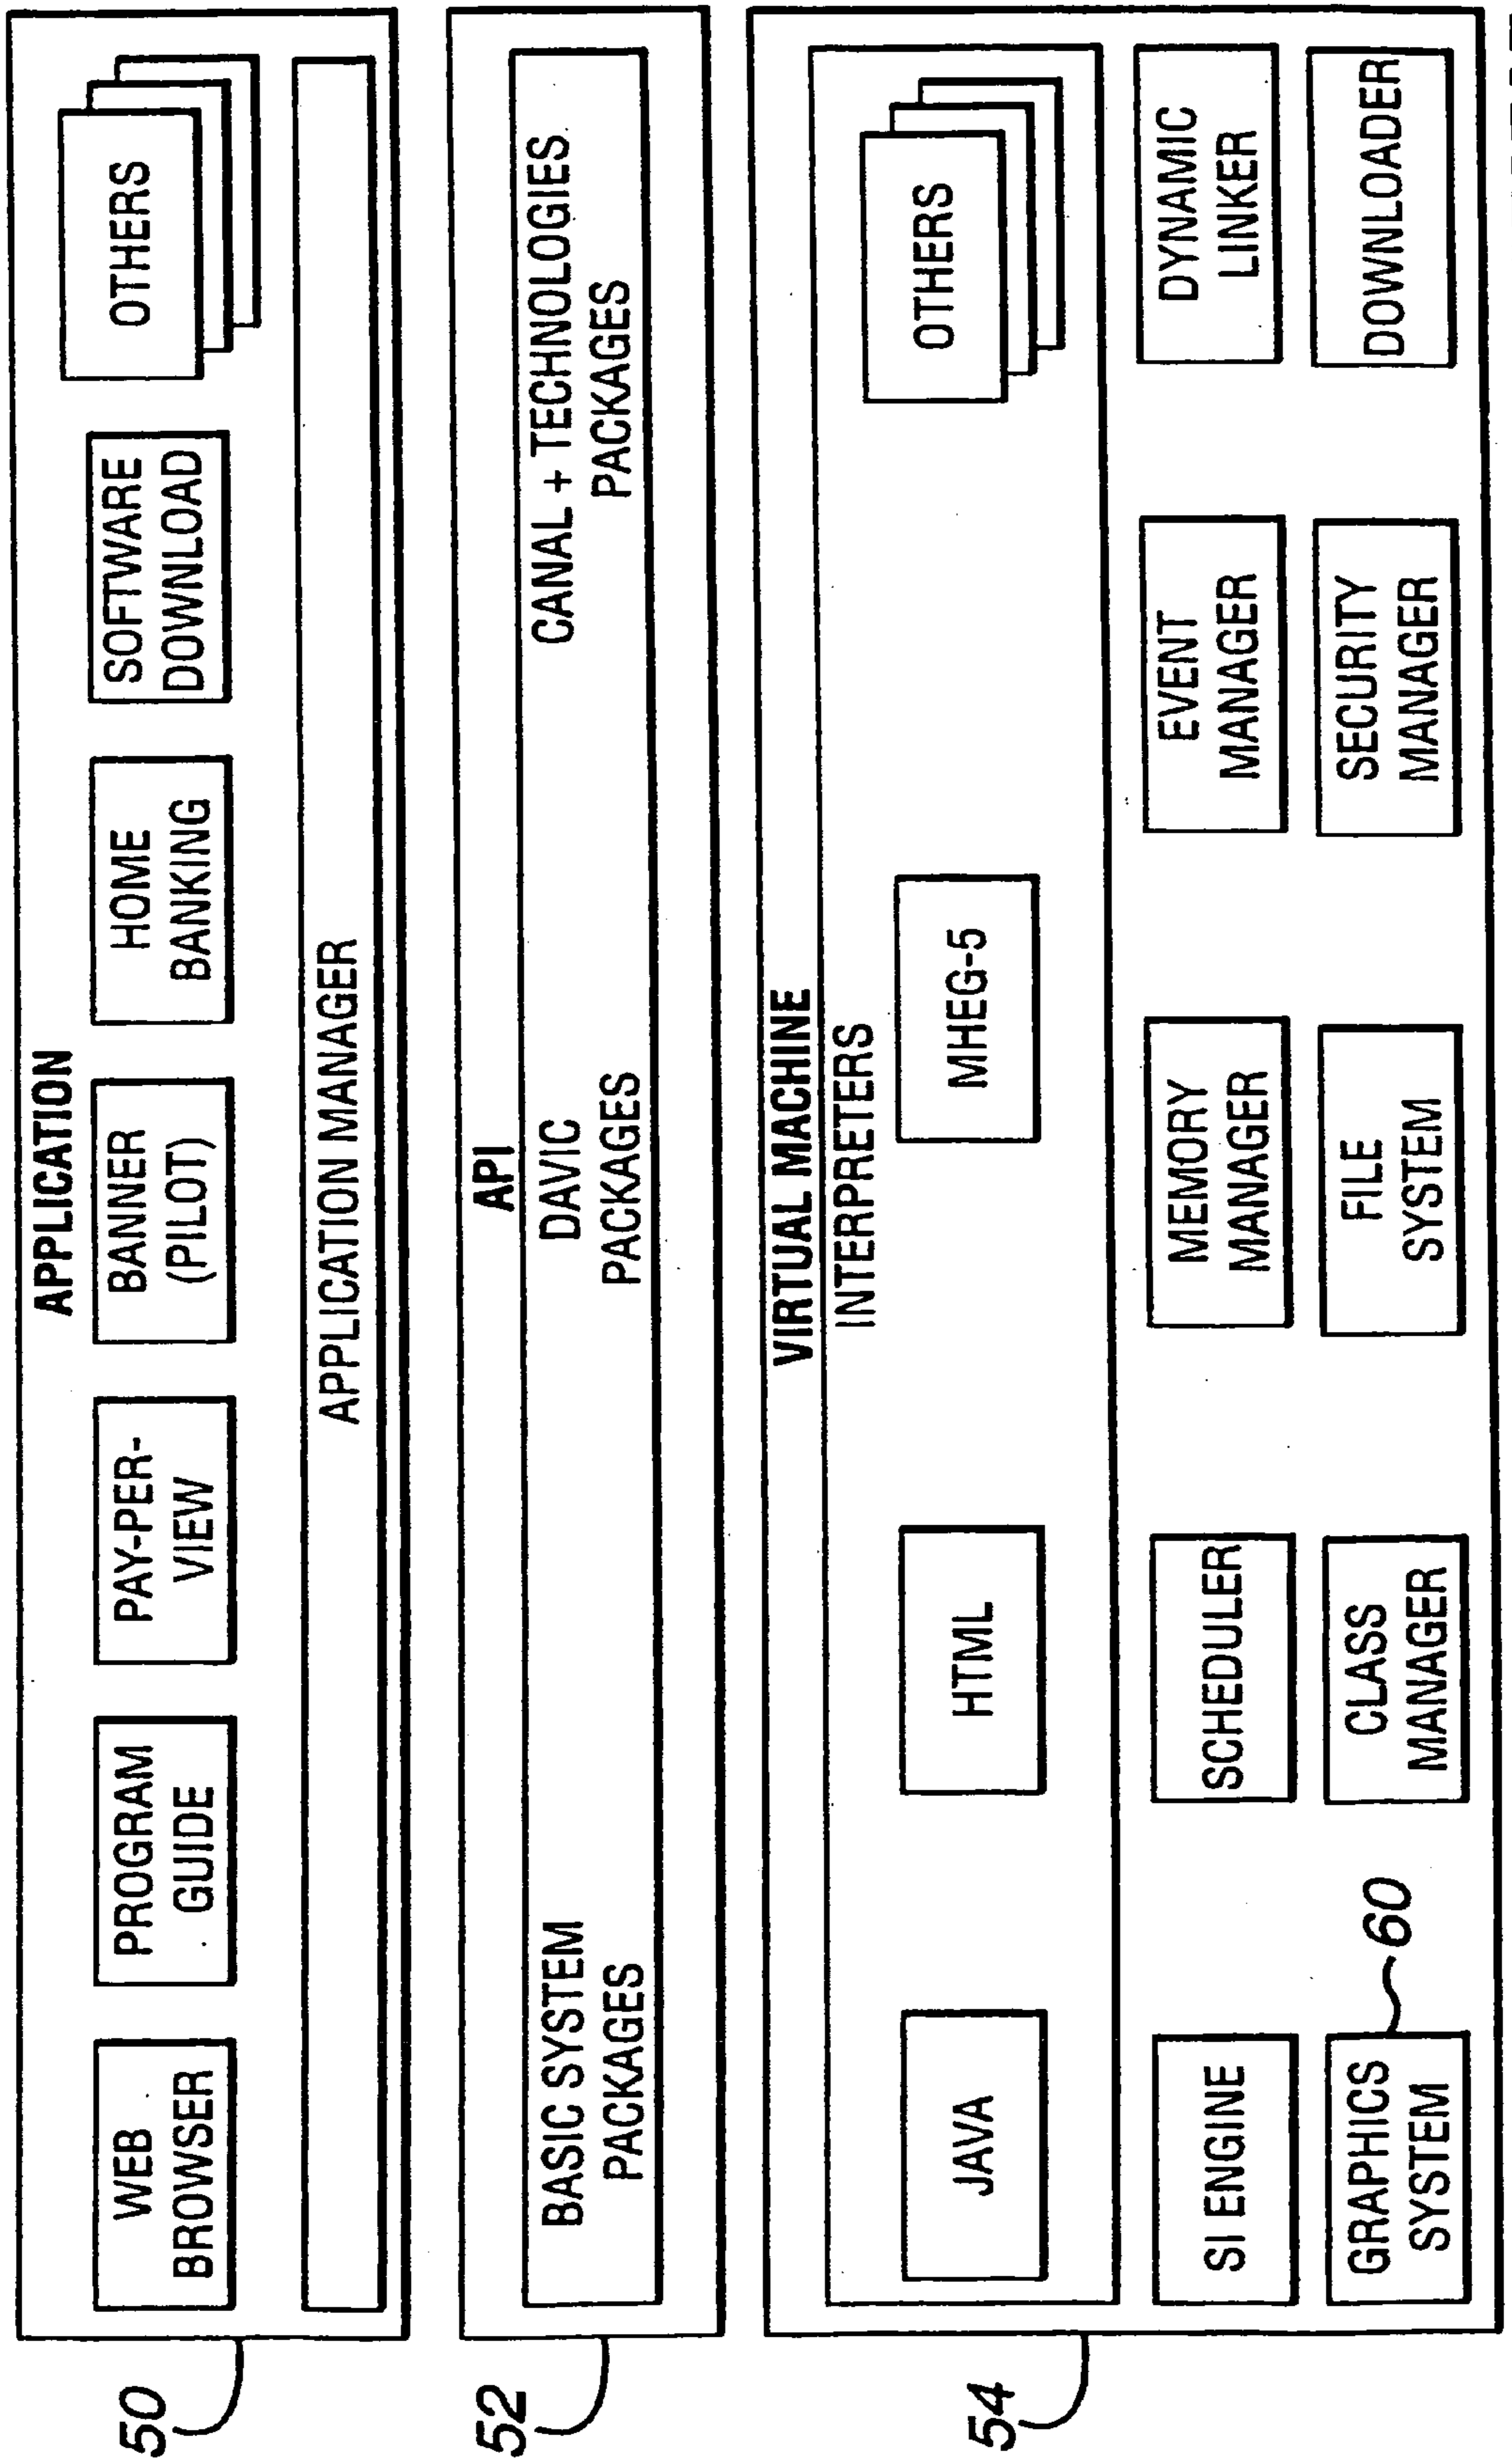 APPLICATION
WEB
BROWSER
PROGRAM
GUIDE
PAY-PER-
VIEW
BANNER
(PILOT)
HOME
BANKING
SOFTWARE
DOWNLOAD
OTHERS
APPLICATION MANAGER
50
API
BASIC SYSTEM
PACKAGES
DAVIC
PACKAGES
CANAL + TECHNOLOGIES
PACKAGES
52
VIRTUAL MACHINE
INTERPRETERS
JAVA
HTML
MHEG-5
OTHERS
54
SI ENGINE
SCHEDULER
MEMORY
MANAGER
EVENT
MANAGER
DYNAMIC
LINKER
GRAPHICS
SYSTEM
60
CLASS
MANAGER
FILE
SYSTEM
SECURITY
MANAGER
DOWNLOADER